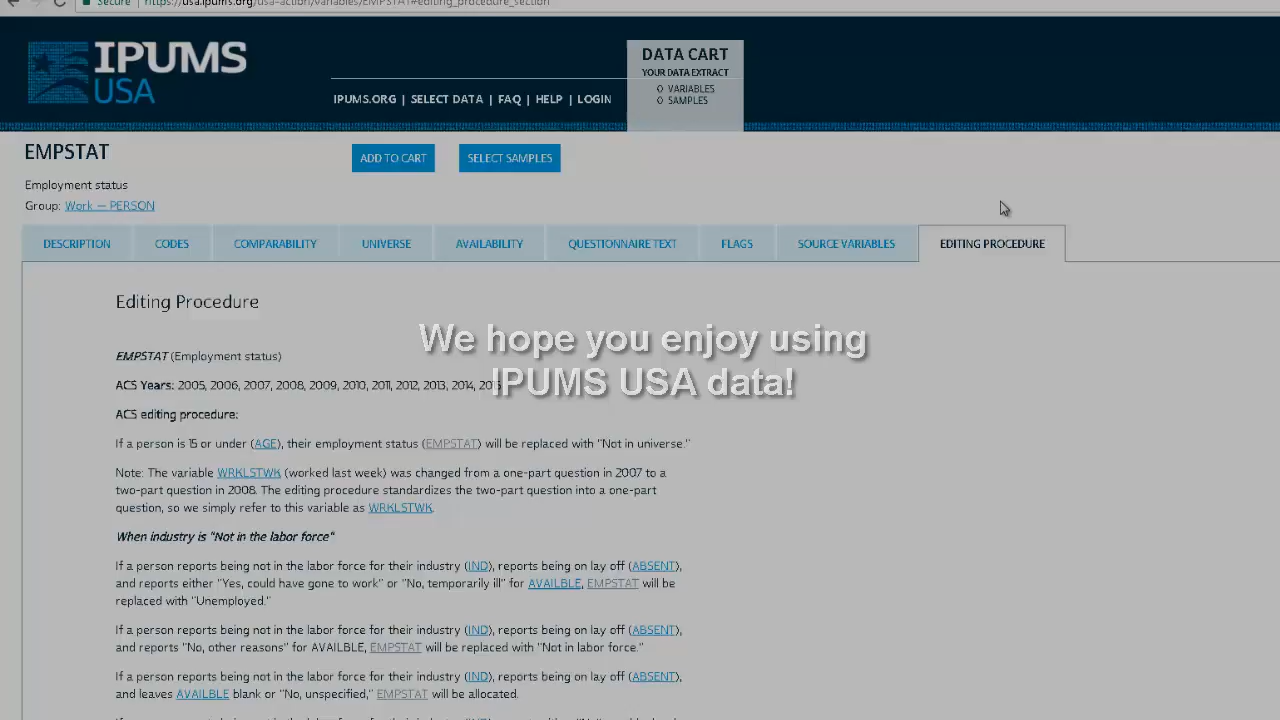 Secure https://usa.ipums.org/usa-action/variables/EMPSTAT#editing_procedure_section
IPUMS
USA
DATA CART
YOUR DATA EXTRACT
0 VARIABLES
0 SAMPLES
IPUMS.ORG | SELECT DATA | FAQ | HELP | LOGIN
EMPSTAT
ADD TO CART SELECT SAMPLES
Employment status
Group: Work — PERSON
DESCRIPTION CODES COMPARABILITY UNIVERSE AVAILABILITY QUESTIONNAIRE TEXT FLAGS SOURCE VARIABLES EDITING PROCEDURE
Editing Procedure
We hope you enjoy using
IPUMS USA data!
EMPSTAT (Employment status)
ACS Years: 2005, 2006, 2007, 2008, 2009, 2010, 2011, 2012, 2013, 2014, 2015
ACS editing procedure:
If a person is 15 or under (AGE), their employment status (EMPSTAT) will be replaced with "Not in universe."
Note: The variable WRKLSTWK (worked last week) was changed from a one-part question in 2007 to a
two-part question in 2008. The editing procedure standardizes the two-part question into a one-part
question, so we simply refer to this variable as WRKLSTWK.
When industry is "Not in the labor force"
If a person reports being not in the labor force for their industry (IND), reports being on lay off (ABSENT),
and reports either "Yes, could have gone to work" or "No, temporarily ill" for AVAILBLE, EMPSTAT will be
replaced with "Unemployed."
If a person reports being not in the labor force for their industry (IND), reports being on lay off (ABSENT),
and reports "No, other reasons" for AVAILBLE, EMPSTAT will be replaced with "Not in labor force."
If a person reports being not in the labor force for their industry (IND), reports being on lay off (ABSENT),
and leaves AVAILBLE blank or "No, unspecified," EMPSTAT will be allocated.